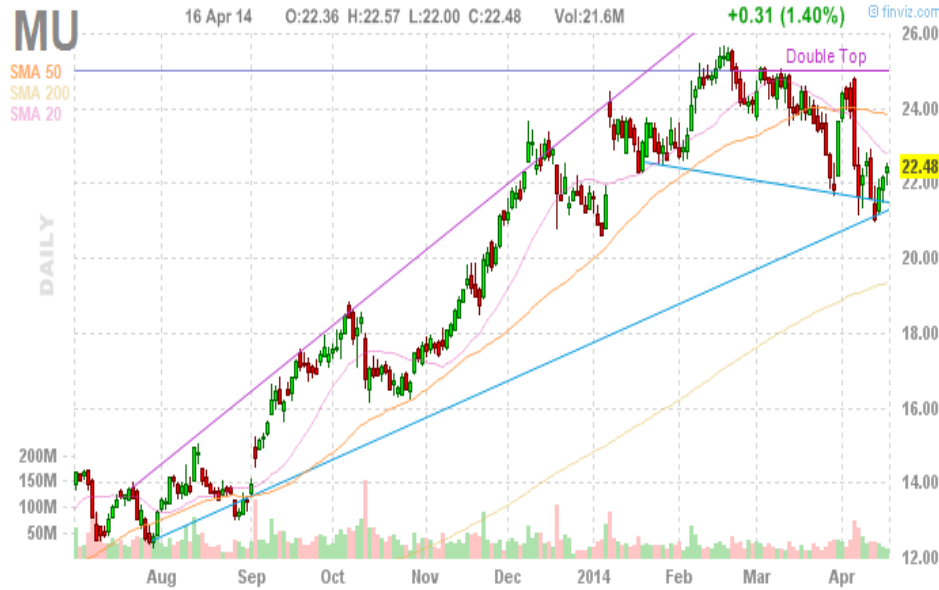 MU 16 Apr 14 O:22.36 H:22.57 L:22.00 C:22.48 Vol:21.6M +0.31 (1.40%) © finviz.com
SMA 50
SMA 200
SMA 20
DAILY
Double Top
26.00
24.00
22.48
22.00
20.00
18.00
16.00
14.00
12.00
200M
150M
100M
50M
Aug Sep Oct Nov Dec 2014 Feb Mar Apr